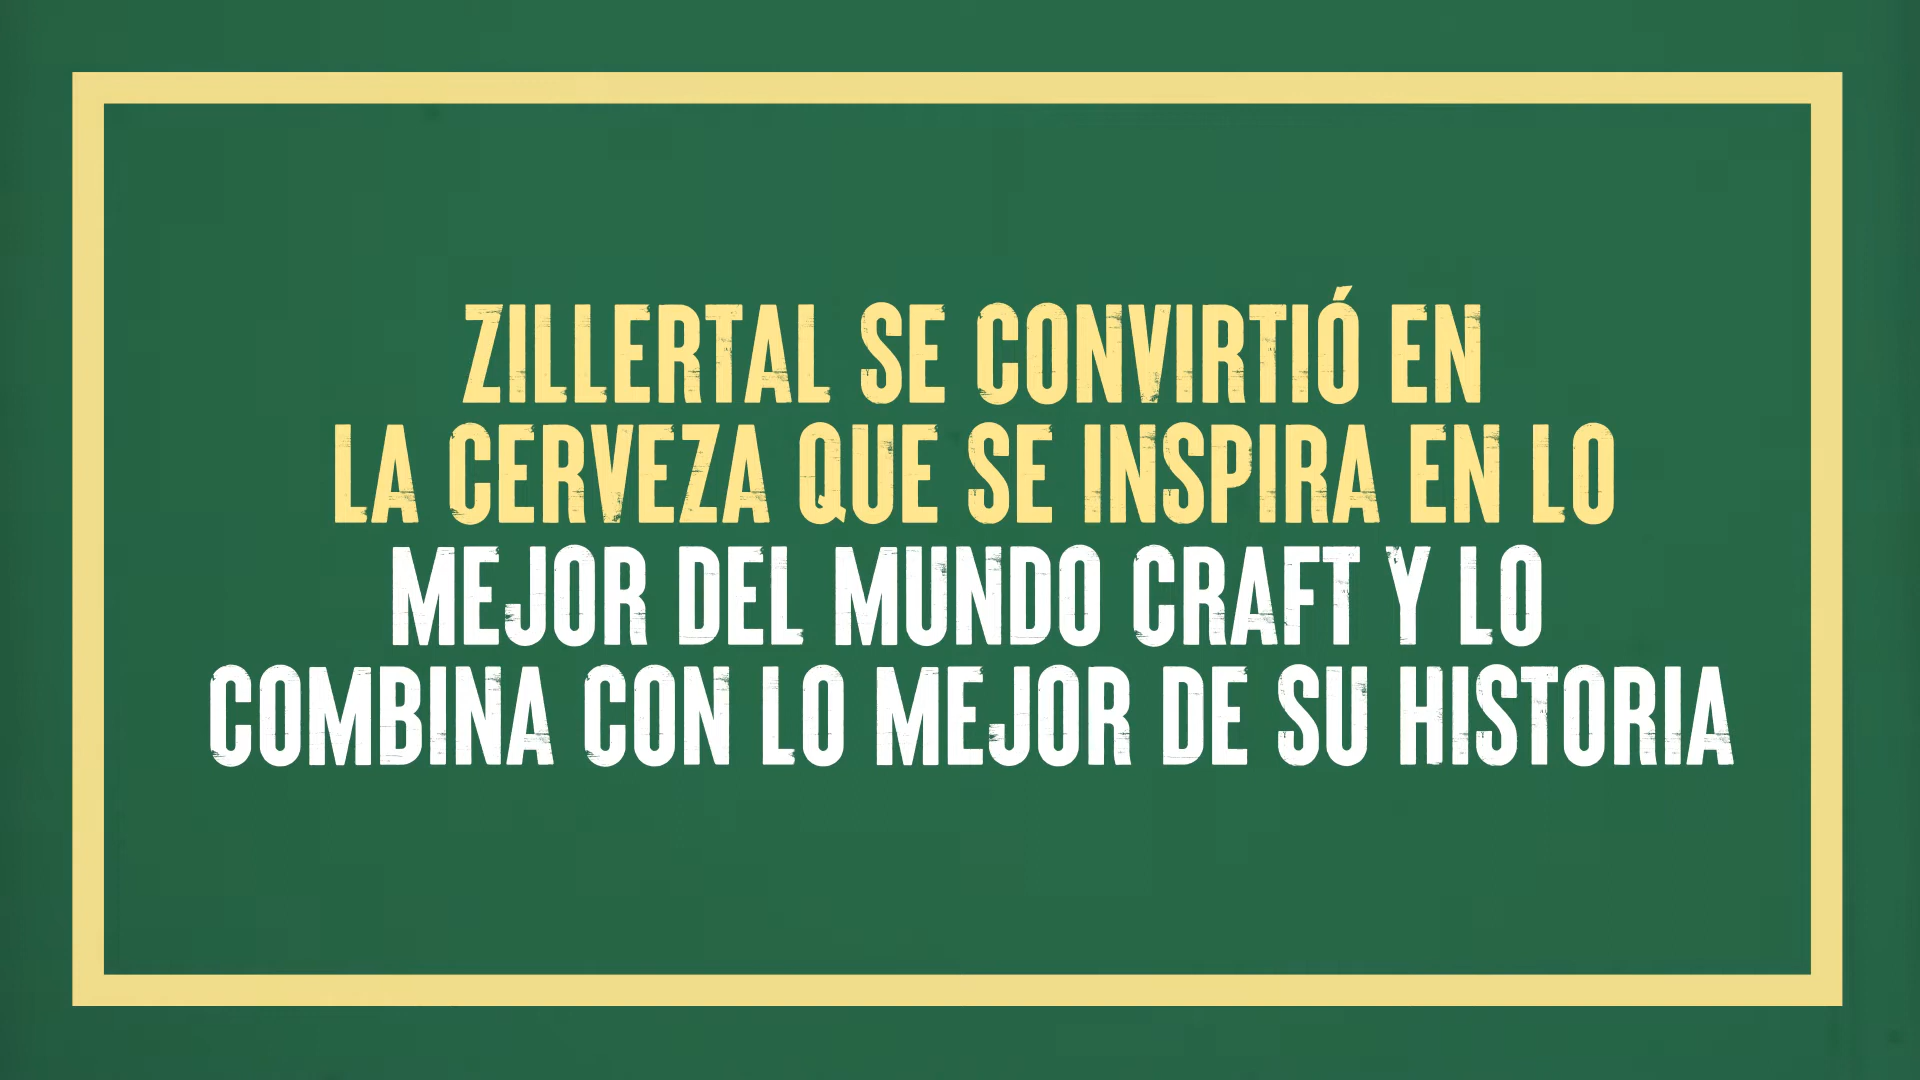 ZILLERTAL SE CONVIRTIÓ EN
LA CERVEZA QUE SE INSPIRA EN LO
MEJOR DEL MUNDO CRAFT Y LO
COMBINA CON LO MEJOR DE SU HISTORIA